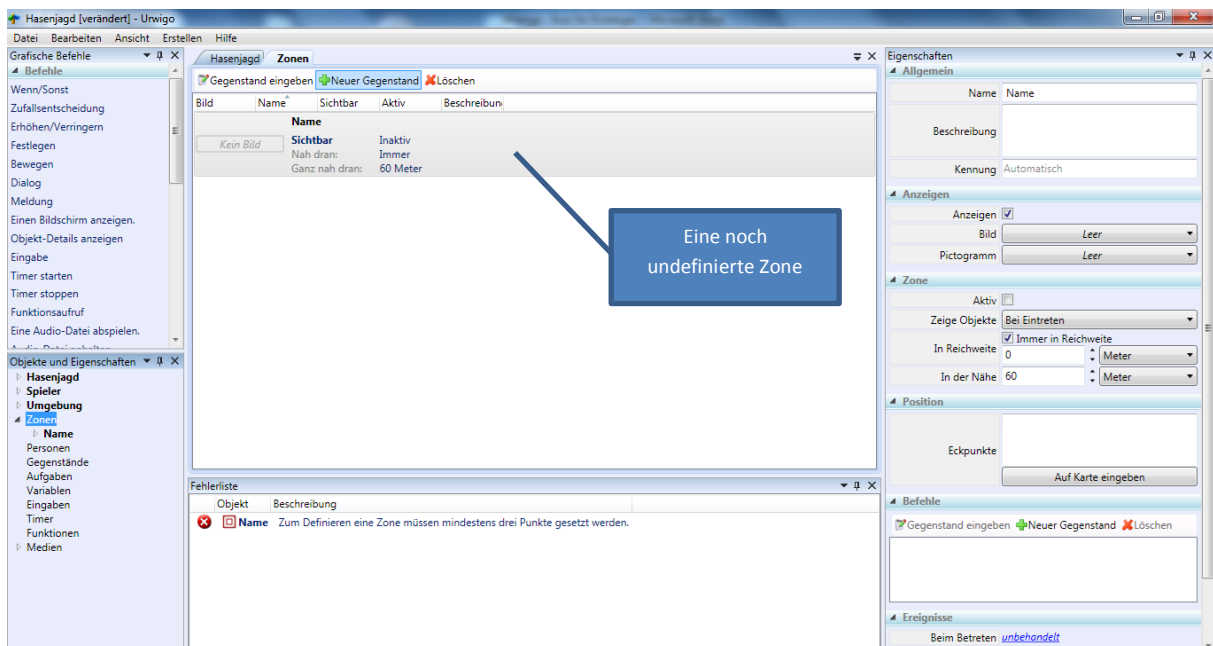 Hasenjagd [verändert] - Urwigo
Datei Bearbeiten Ansicht Erstellen Hilfe
Grafische Befehle
Befehle
Wenn/Sonst
Zufallsentscheidung
Erhöhen/Verringern
Festlegen
Bewegen
Dialog
Meldung
Einen Bildschirm anzeigen.
Objekt-Details anzeigen
Eingabe
Timer starten
Timer stoppen
Funktionsaufruf
Eine Audio-Datei abspielen.
Objekte und Eigenschaften
Hasenjagd
Spieler
Umgebung
Zonen
Name
Personen
Gegenstände
Aufgaben
Variablen
Eingaben
Timer
Funktionen
Medien
Hasenjagd Zonen
Gegenstand eingeben Neuer Gegenstand Löschen
Bild Name Sichtbar Aktiv Beschreibun
Name
Kein Bild
Sichtbar Inaktiv
Nah dran: Immer
Ganz nah dran: 60 Meter
Eine noch
undefinierte Zone
Fehlerliste
Objekt Beschreibung
Name Zum Definieren eine Zone müssen mindestens drei Punkte gesetzt werden.
Eigenschaften
Allgemein
Name Name
Beschreibung
Kennung Automatisch
Anzeigen
Anzeigen
Bild Leer
Pictogramm Leer
Zone
Aktiv
Zeige Objekte Bei Eintreten
Immer in Reichweite
In Reichweite 0 Meter
In der Nähe 60 Meter
Position
Eckpunkte
Auf Karte eingeben
Befehle
Gegenstand eingeben Neuer Gegenstand Löschen
Ereignisse
Beim Betreten unbehandelt